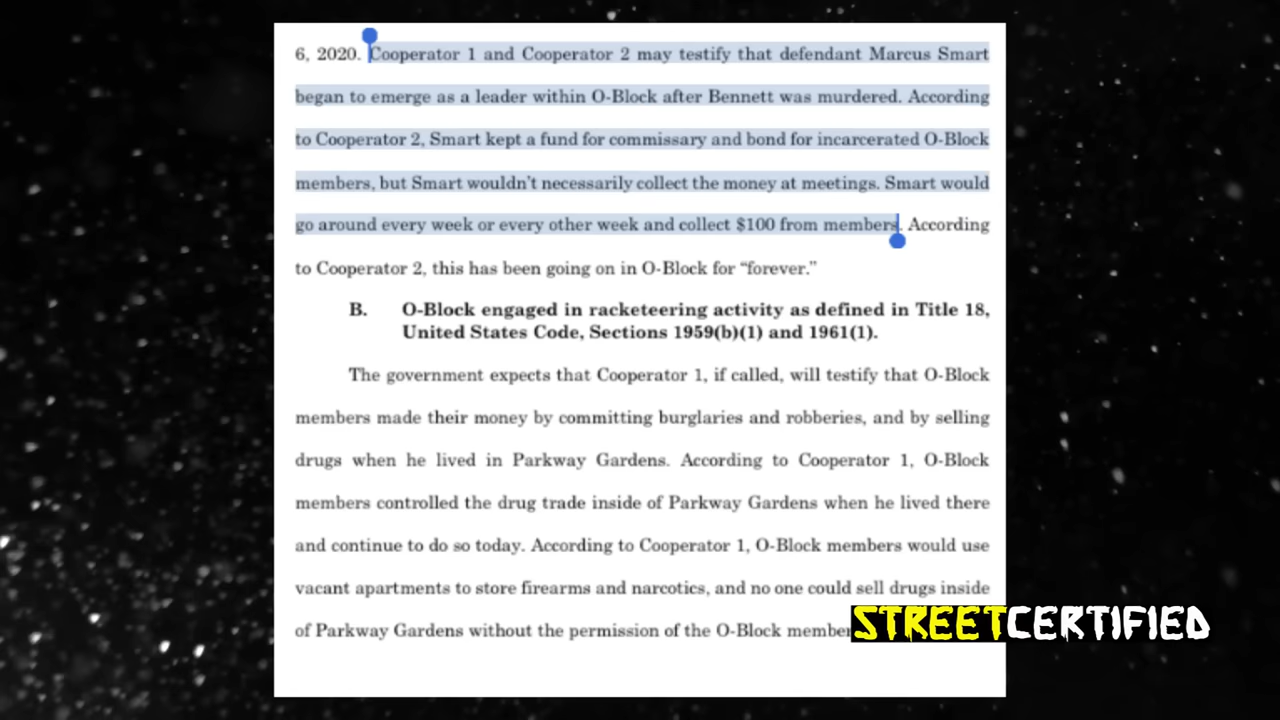 6, 2020. Cooperator 1 and Cooperator 2 may testify that defendant Marcus Smart
began to emerge as a leader within O-Block after Bennett was murdered. According
to Cooperator 2, Smart kept a fund for commissary and bond for incarcerated O-Block
members, but Smart wouldn't necessarily collect the money at meetings. Smart would
go around every week or every other week and collect $100 from members. According
to Cooperator 2, this has been going on in O-Block for “forever.”
B. O-Block engaged in racketeering activity as defined in Title 18,
United States Code, Sections 1959(b)(1) and 1961(1).
The government expects that Cooperator 1, if called, will testify that O-Block
members made their money by committing burglaries and robberies, and by selling
drugs when he lived in Parkway Gardens. According to Cooperator 1, O-Block
members controlled the drug trade inside of Parkway Gardens when he lived there
and continue to do so today. According to Cooperator 1, O-Block members would use
vacant apartments to store firearms and narcotics, and no one could sell drugs inside
of Parkway Gardens without the permission of the O-Block member
STREETCERTIFIED